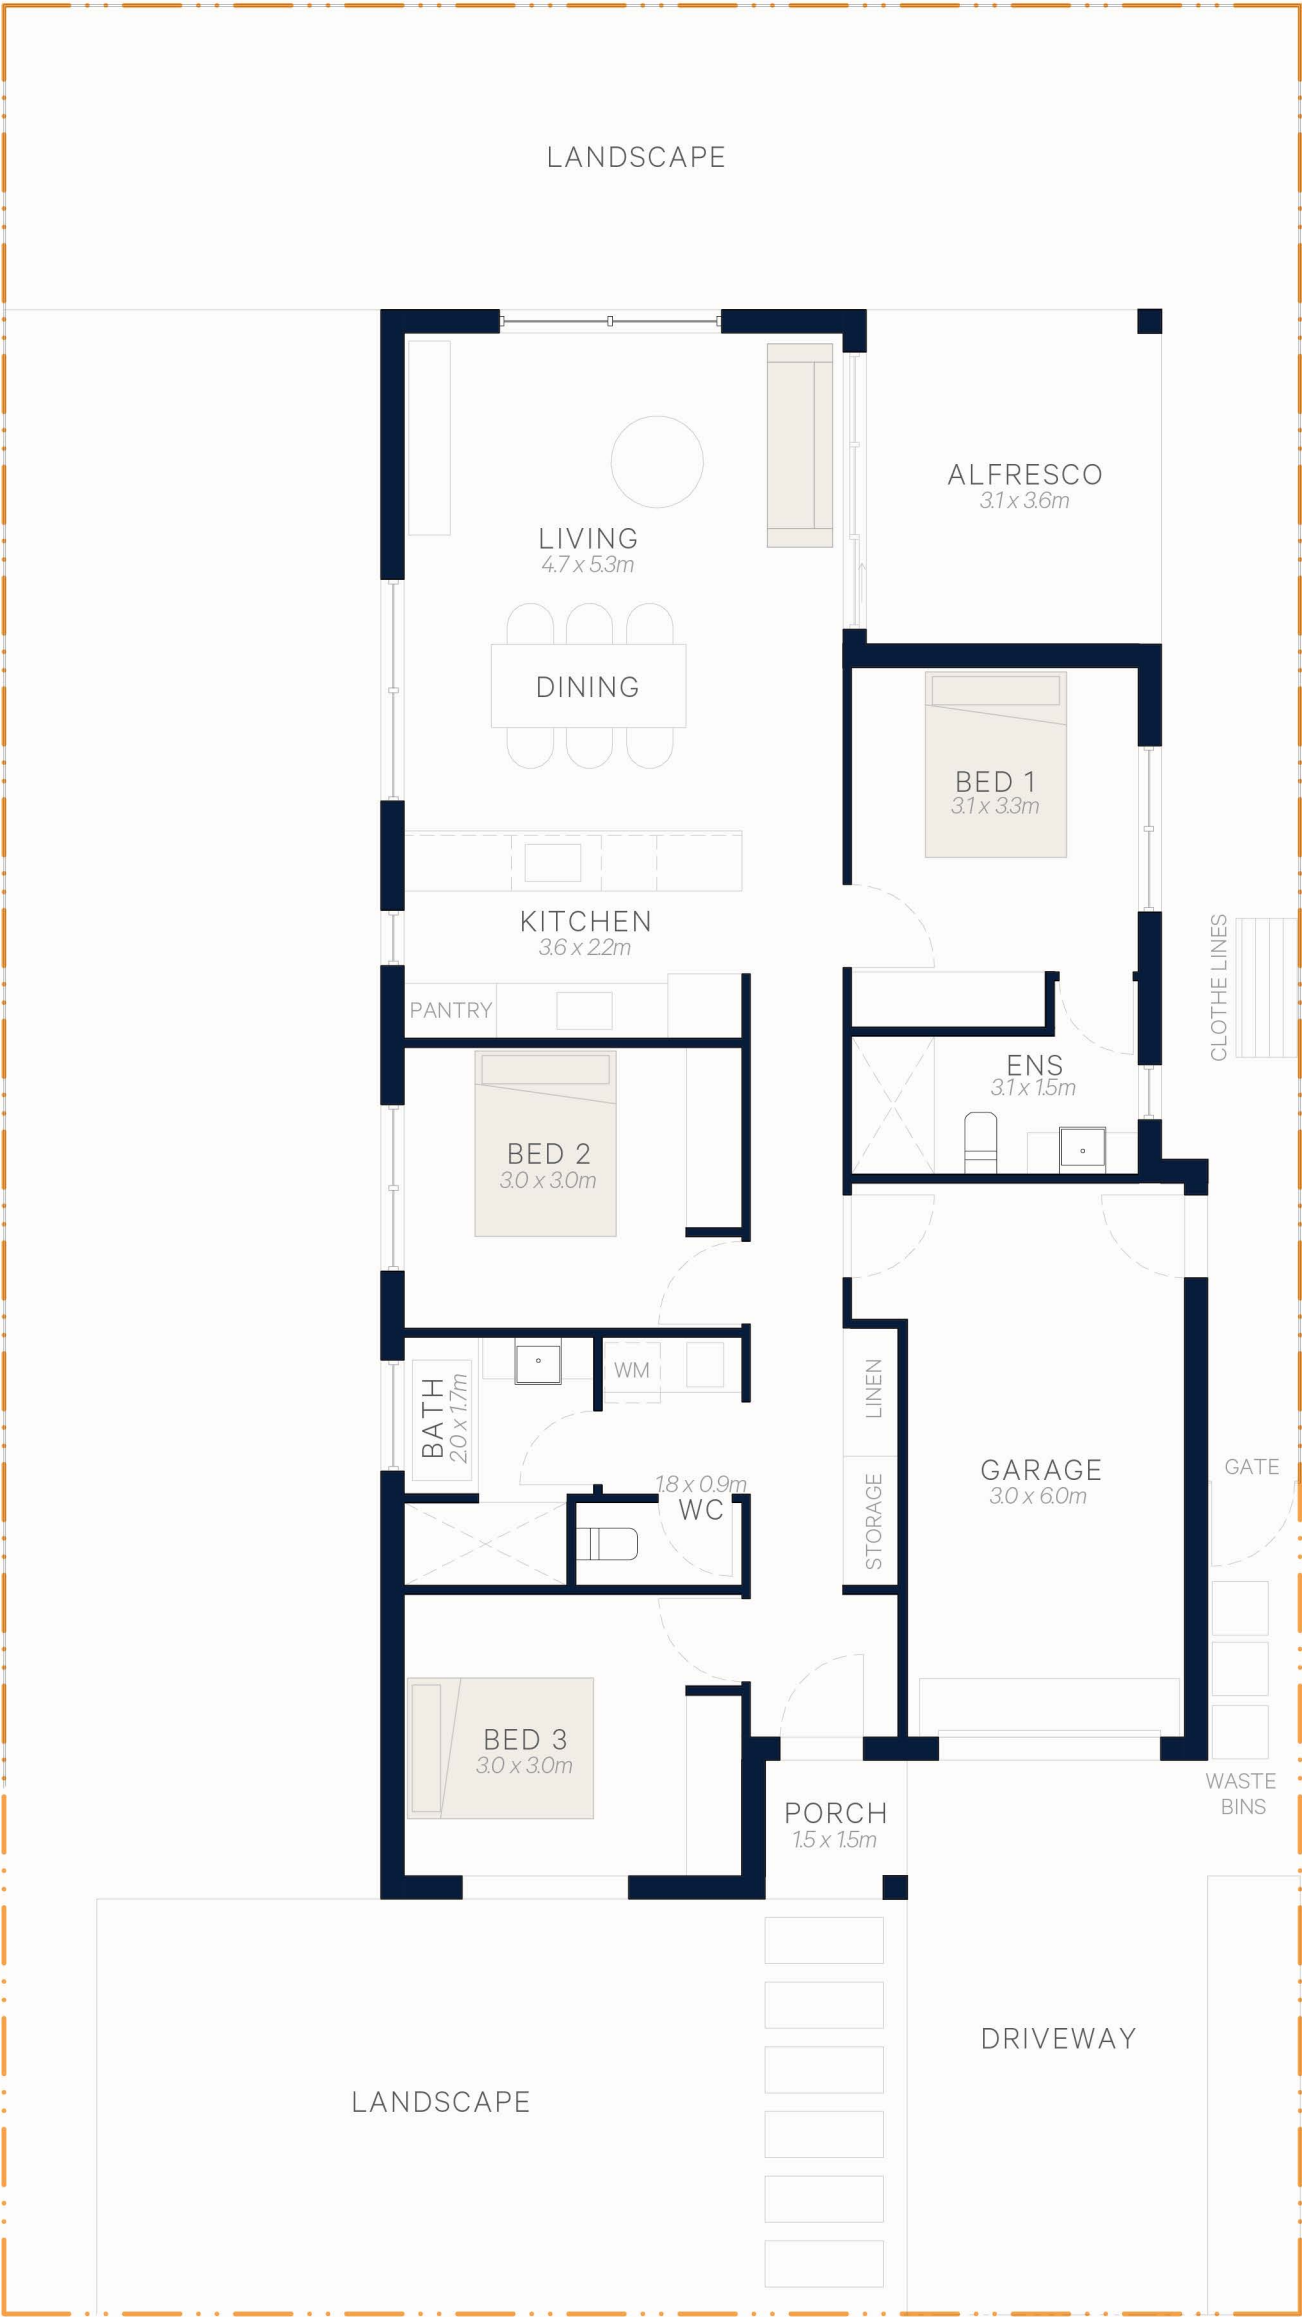 LANDSCAPE
ALFRESCO
3.1 x 3.6m
LIVING
4.7 x 5.3m
DINING
BED 1
3.1 x 3.3m
KITCHEN
3.6 x 2.2m
PANTRY
CLOTHE LINES
ENS
3.1 x 1.5m
BED 2
3.0 x 3.0m
WM
BATH
2.0 x 1.7m
LINEN
1.8 x 0.9m
WC
STORAGE
GARAGE
3.0 x 6.0m
GATE
BED 3
3.0 x 3.0m
WASTE
BINS
PORCH
1.5 x 1.5m
DRIVEWAY
LANDSCAPE